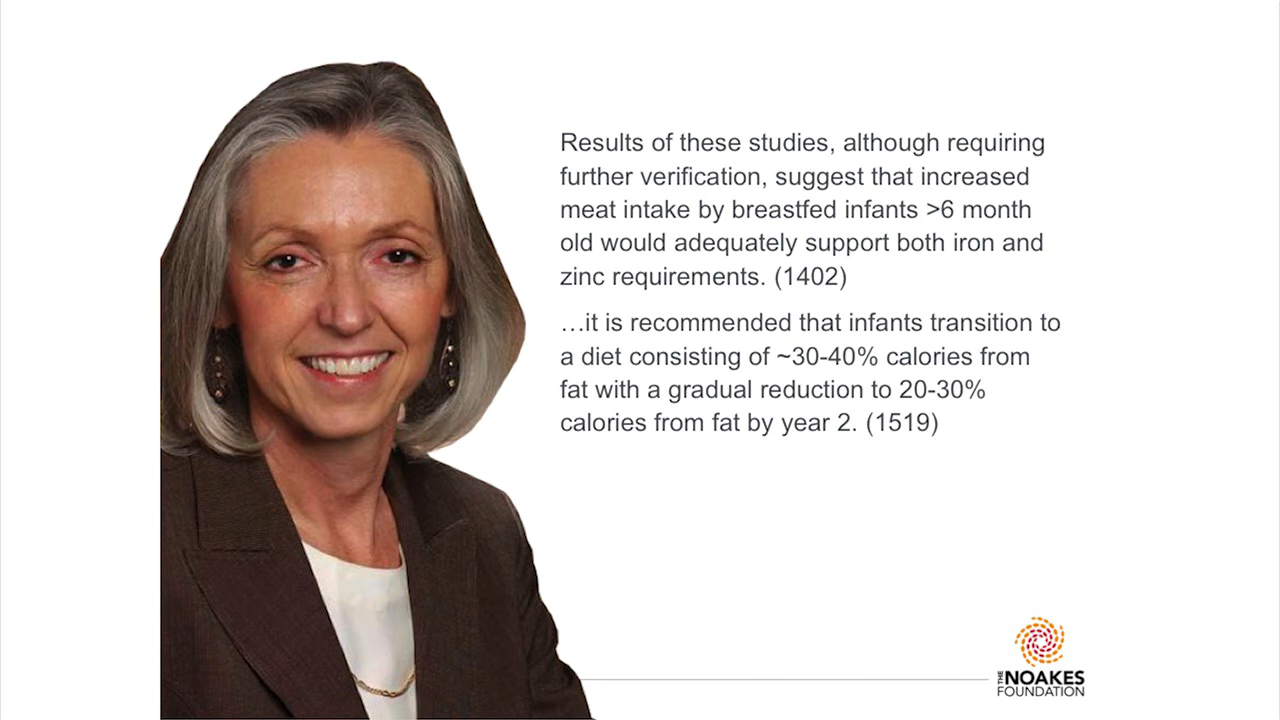 Results of these studies, although requiring
further verification, suggest that increased
meat intake by breastfed infants >6 month
old would adequately support both iron and
zinc requirements. (1402)
…it is recommended that infants transition to
a diet consisting of ~30-40% calories from
fat with a gradual reduction to 20-30%
calories from fat by year 2. (1519)
THE NOAKES
FOUNDATION